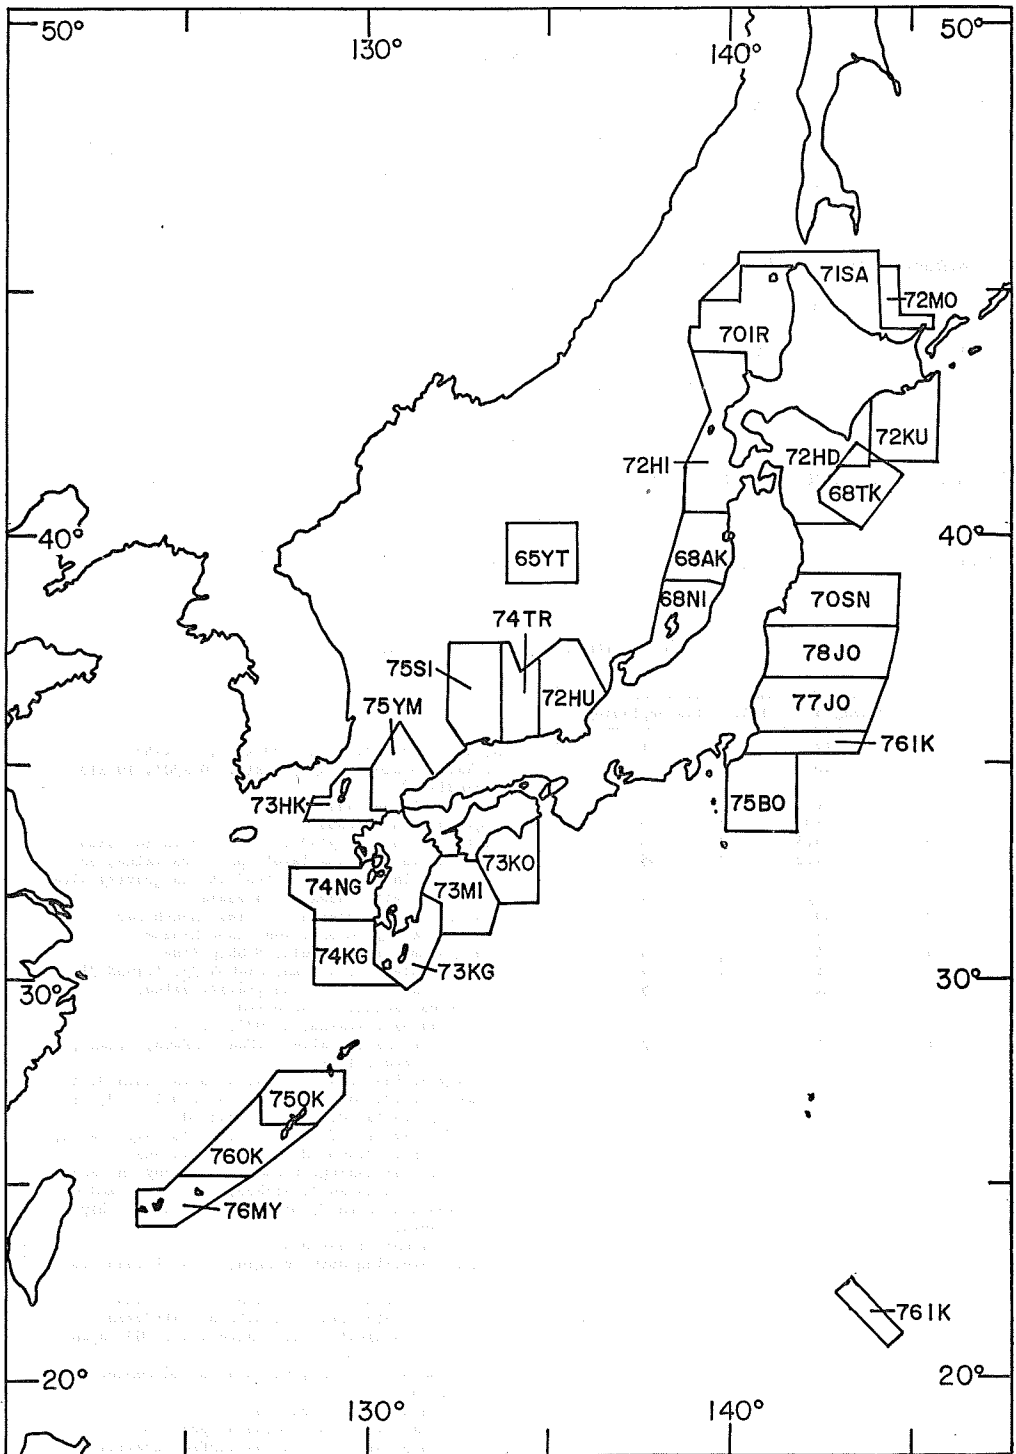 50°
130°
140°
50°
71SA
72MO
70IR
72KU
72HI
72HD
68TK
40°
40°
65YT
68AK
68NI
70SN
74TR
78JO
75SI
72HU
77JO
75YM
76IK
73HK
75BO
73KO
74NG
73MI
74KG
73KG
30°
30°
75OK
76OK
76MY
76IK
20°
20°
130°
140°